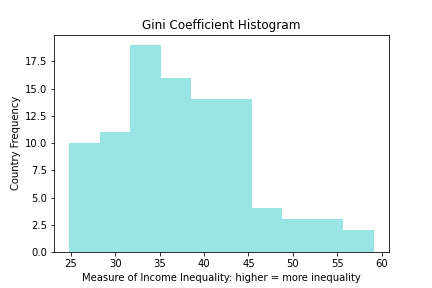 Gini Coefficient Histogram
17.5
15.0
12.5
10.0
7.5
5.0
2.5
0.0
Country Frequency
25 30 35 40 45 50 55 60
Measure of Income Inequality: higher = more inequality